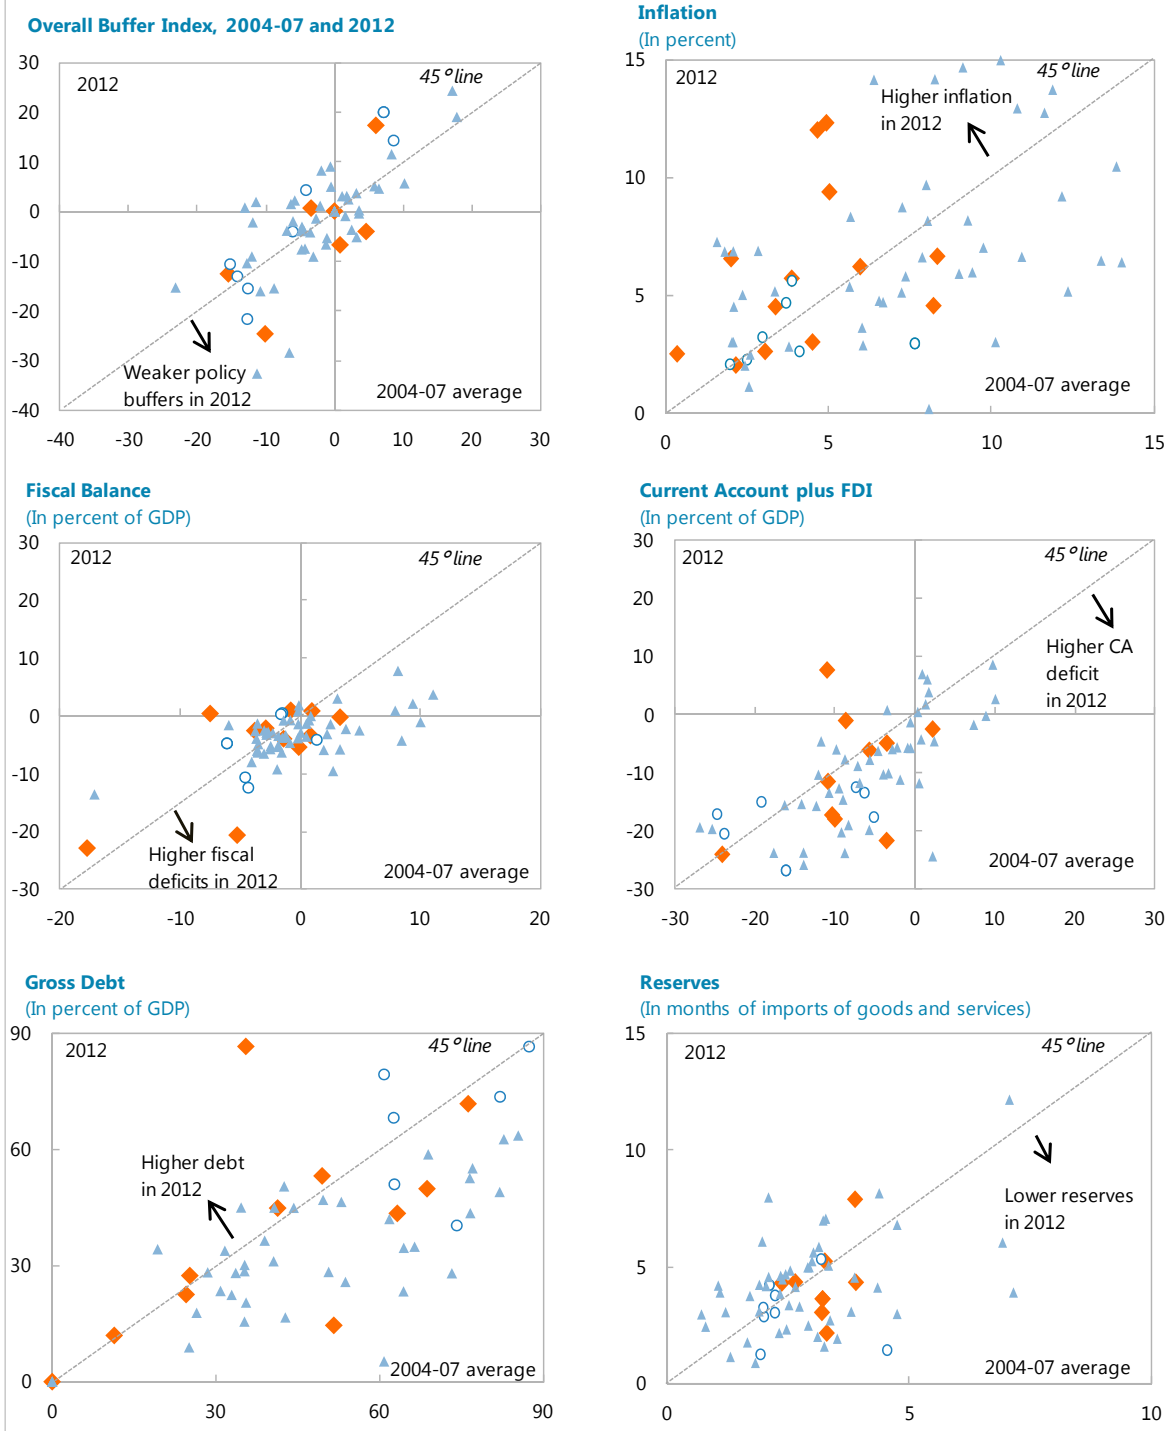 Overall Buffer Index, 2004-07 and 2012
30
2012
45° line
20
10
0
-10
-20
-30
Weaker policy
buffers in 2012
2004-07 average
-40
-40 -30 -20 -10 0 10 20 30
Inflation
(In percent)
15
2012
45° line
Higher inflation
in 2012
10
5
2004-07 average
0
0 5 10 15
Fiscal Balance
(In percent of GDP)
30
2012
45° line
20
10
0
-10
-20
Higher fiscal
deficits in 2012
2004-07 average
-30
-20 -10 0 10 20
Current Account plus FDI
(In percent of GDP)
30
2012
45° line
20
Higher CA
deficit
in 2012
10
0
-10
-20
2004-07 average
-30
-30 -20 -10 0 10 20 30
Gross Debt
(In percent of GDP)
90
2012
45° line
60
Higher debt
in 2012
30
2004-07 average
0
0 30 60 90
Reserves
(In months of imports of goods and services)
15
2012
45° line
10
Lower reserves
in 2012
5
2004-07 average
0
0 5 10